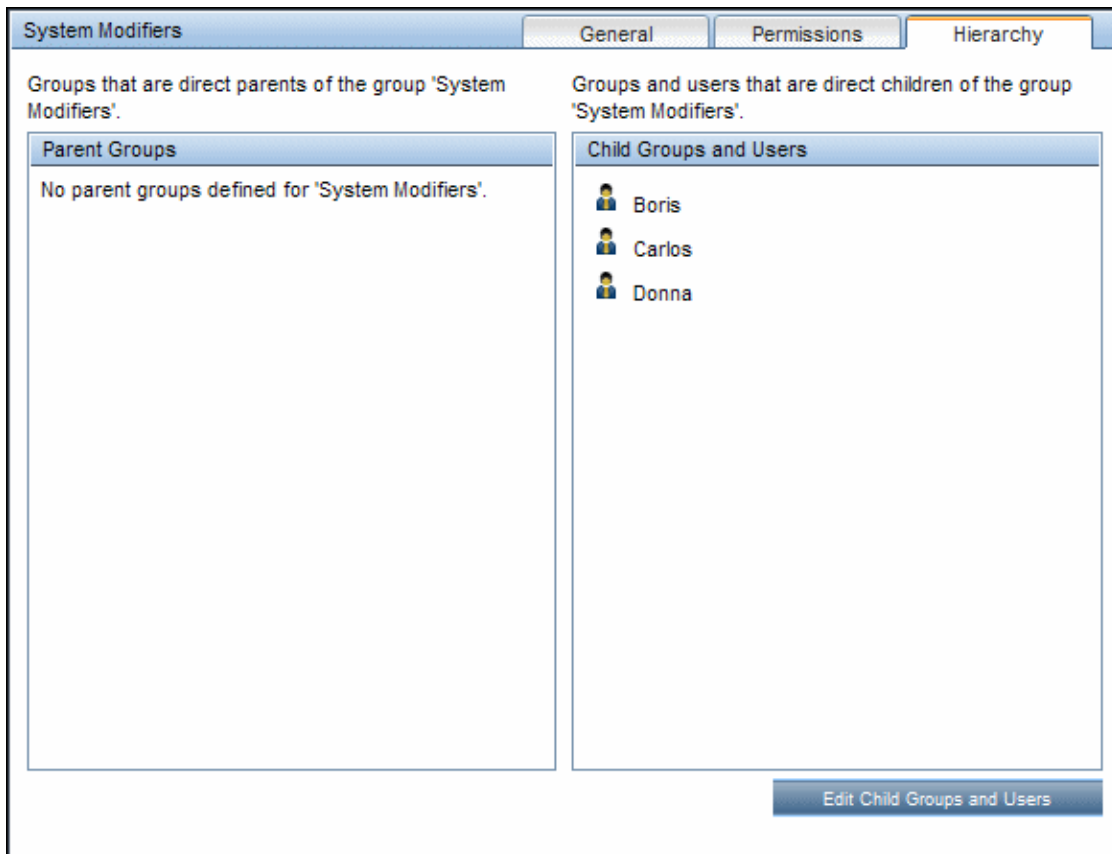 System Modifiers
General
Permissions
Hierarchy
Groups that are direct parents of the group 'System
Modifiers'.
Parent Groups
No parent groups defined for 'System Modifiers'.
Groups and users that are direct children of the group
'System Modifiers'.
Child Groups and Users
Boris
Carlos
Donna
Edit Child Groups and Users